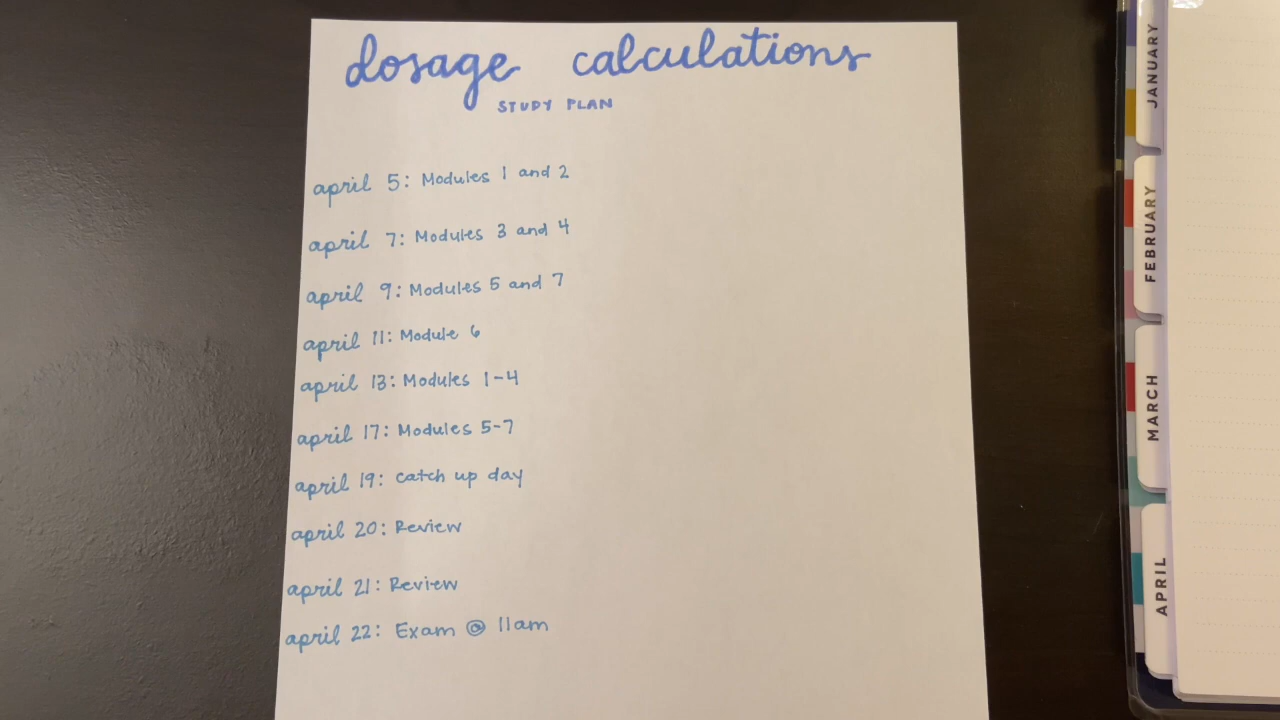 dosage calculations
STUDY PLAN
april 5: Modules 1 and 2
april 7: Modules 3 and 4
april 9: Modules 5 and 7
april 11: Module 6
april 13: Modules 1-4
april 17: Modules 5-7
april 19: catch up day
april 20: Review
april 21: Review
april 22: Exam @ 11am
JANUARY
FEBRUARY
MARCH
APRIL